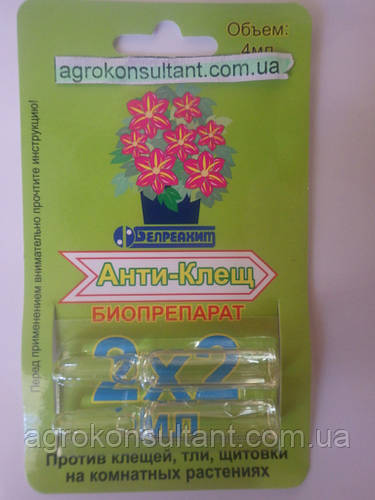 Объем:
4мл
agrokonsultant.com.ua
Перед применением внимательно прочтите инструкцию!
БЕЛРЕАХИМ
Анти-Клещ
БИОПРЕПАРАТ
2x2
мл
agrokonsultant.com.ua
Против клещей, тли, щитовки
на комнатных растениях